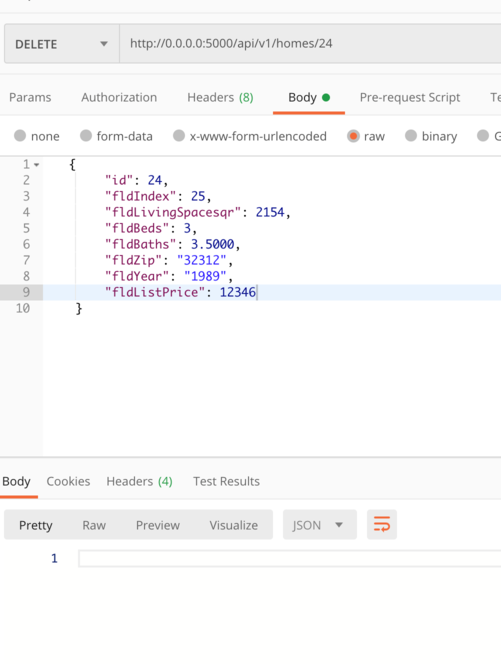 DELETE http://0.0.0.0:5000/api/v1/homes/24
Params Authorization Headers (8) Body Pre-request Script Te
none form-data x-www-form-urlencoded raw binary G
1 {
2 "id": 24,
3 "fldIndex": 25,
4 "fldLivingSpacesqr": 2154,
5 "fldBeds": 3,
6 "fldBaths": 3.5000,
7 "fldZip": "32312",
8 "fldYear": "1989",
9 "fldListPrice": 12346
10 }
Body Cookies Headers (4) Test Results
Pretty Raw Preview Visualize JSON
1